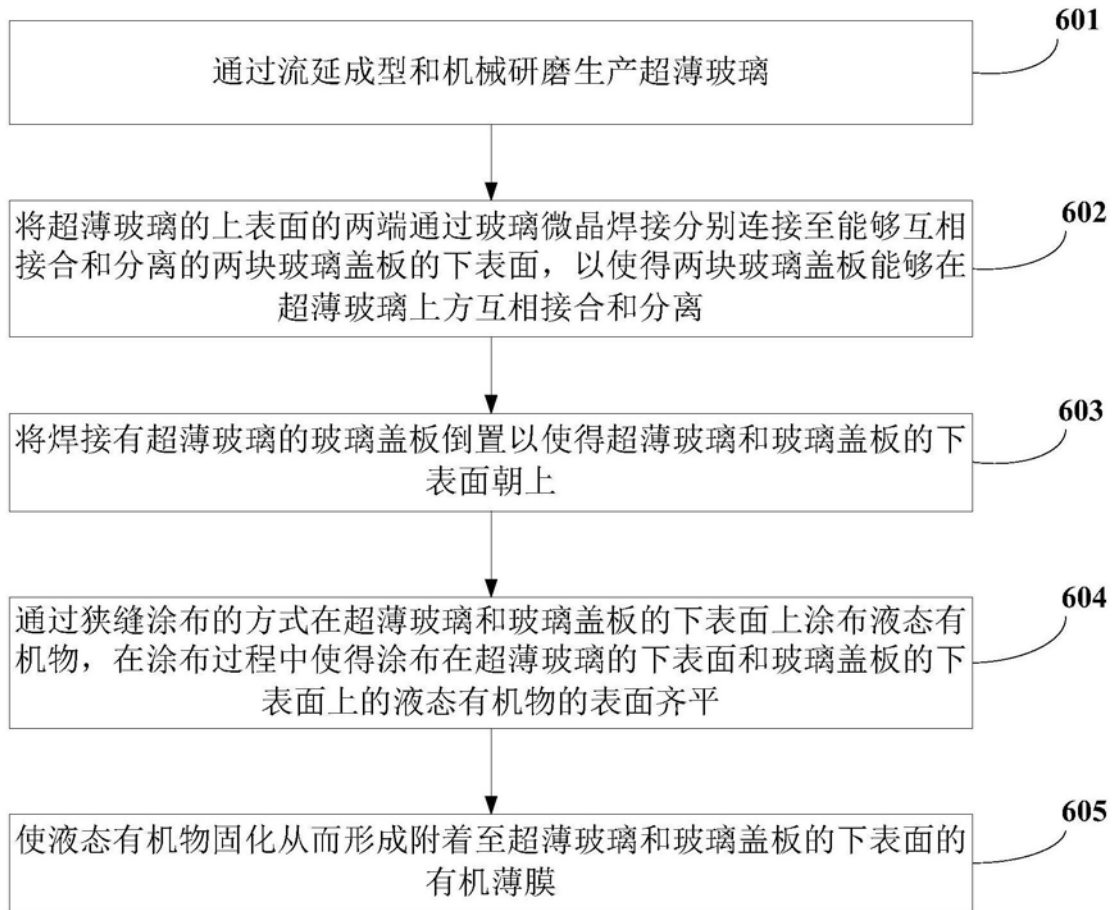 601
通过流延成型和机械研磨生产超薄玻璃
602
将超薄玻璃的上表面的两端通过玻璃微晶焊接分别连接至能够互相
接合和分离的两块玻璃盖板的下表面，以使得两块玻璃盖板能够在
超薄玻璃上方互相接合和分离
603
将焊接有超薄玻璃的玻璃盖板倒置以使得超薄玻璃和玻璃盖板的下
表面朝上
604
通过狭缝涂布的方式在超薄玻璃和玻璃盖板的下表面上涂布液态有
机物，在涂布过程中使得涂布在超薄玻璃的下表面和玻璃盖板的下
表面上的液态有机物的表面齐平
605
使液态有机物固化从而形成附着至超薄玻璃和玻璃盖板的下表面的
有机薄膜